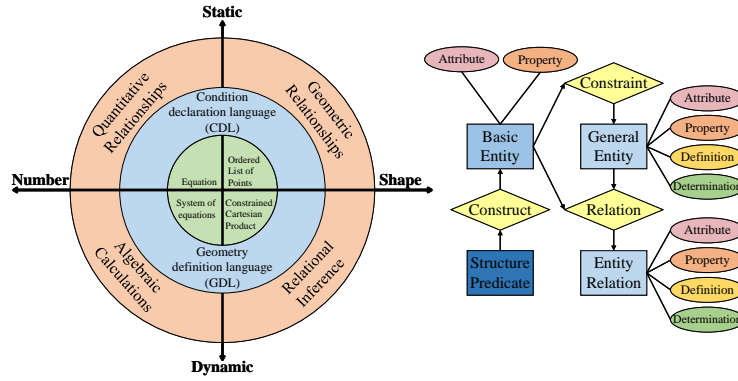 Static
Quantitative
Relationships
Geometric
Relationships
Condition
declaration language
(CDL)
Equation
Ordered
List of
Points
Number
Shape
System of
equations
Constrained
Cartesian
Product
Geometry
definition language
(GDL)
Algebraic
Calculations
Relational
Inference
Dynamic
Attribute
Property
Constraint
Basic
Entity
General
Entity
Attribute
Property
Definition
Determination
Construct
Relation
Structure
Predicate
Entity
Relation
Attribute
Property
Definition
Determination